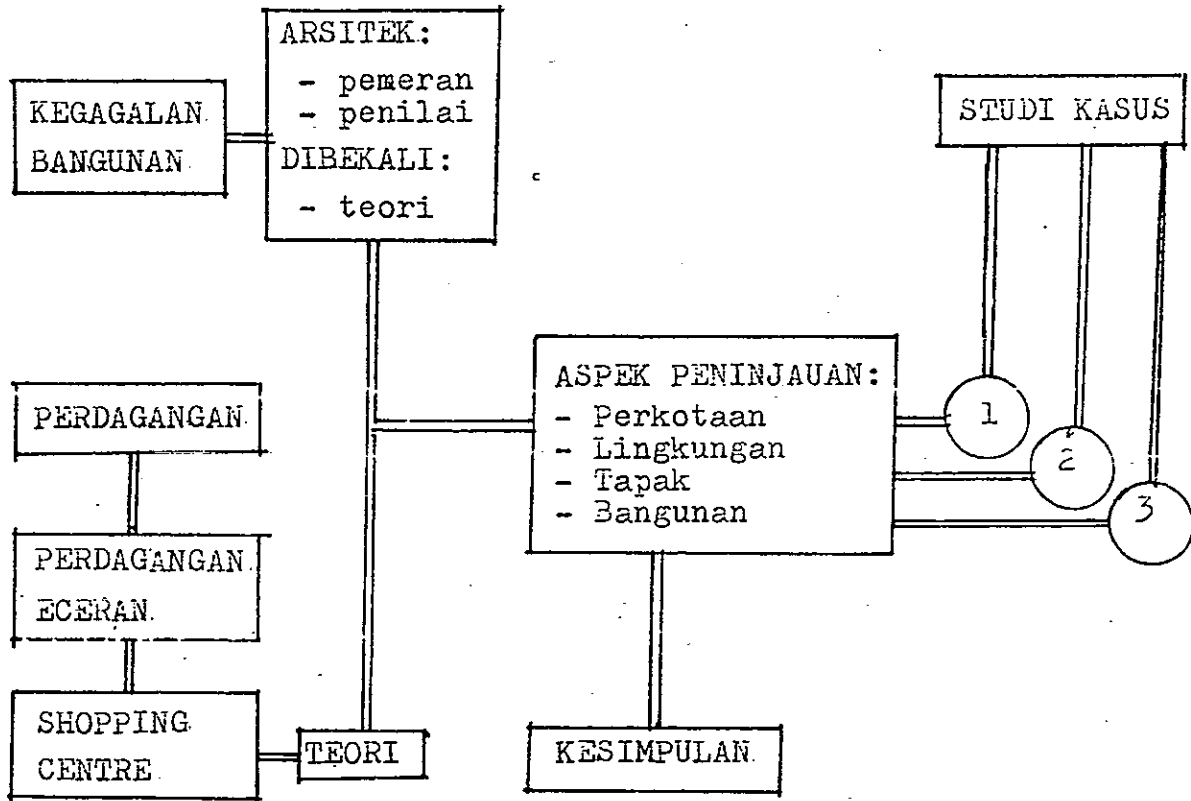 ARSITEK:
- pemeran
- penilai
DIBEKALI:
- teori
KEGAGALAN
BANGUNAN
STUDI KASUS
ASPEK PENINJAUAN:
- Perkotaan
- Lingkungan
- Tapak
- Bangunan
1
2
3
PERDAGANGAN
PERDAGANGAN
ECERAN
SHOPPING
CENTRE
TEORI
KESIMPULAN